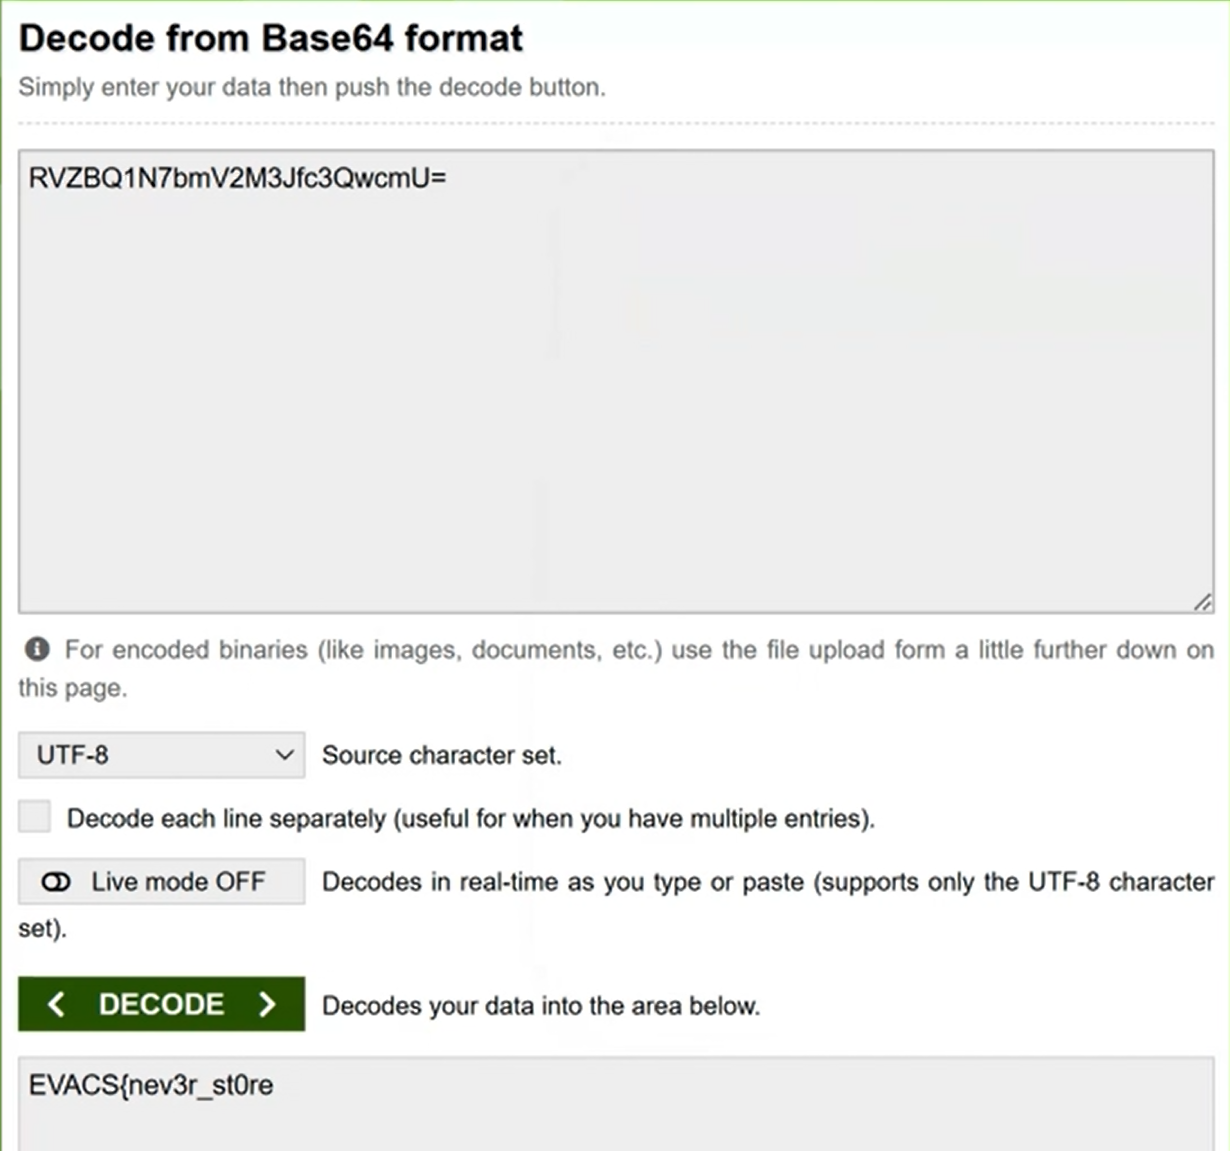 Decode from Base64 format
Simply enter your data then push the decode button.
RVZBQ1N7bmV2M3Jfc3QwcmU=
For encoded binaries (like images, documents, etc.) use the file upload form a little further down on
this page.
UTF-8 Source character set.
Decode each line separately (useful for when you have multiple entries).
Live mode OFF Decodes in real-time as you type or paste (supports only the UTF-8 character
set).
< DECODE > Decodes your data into the area below.
EVACS{nev3r_st0re